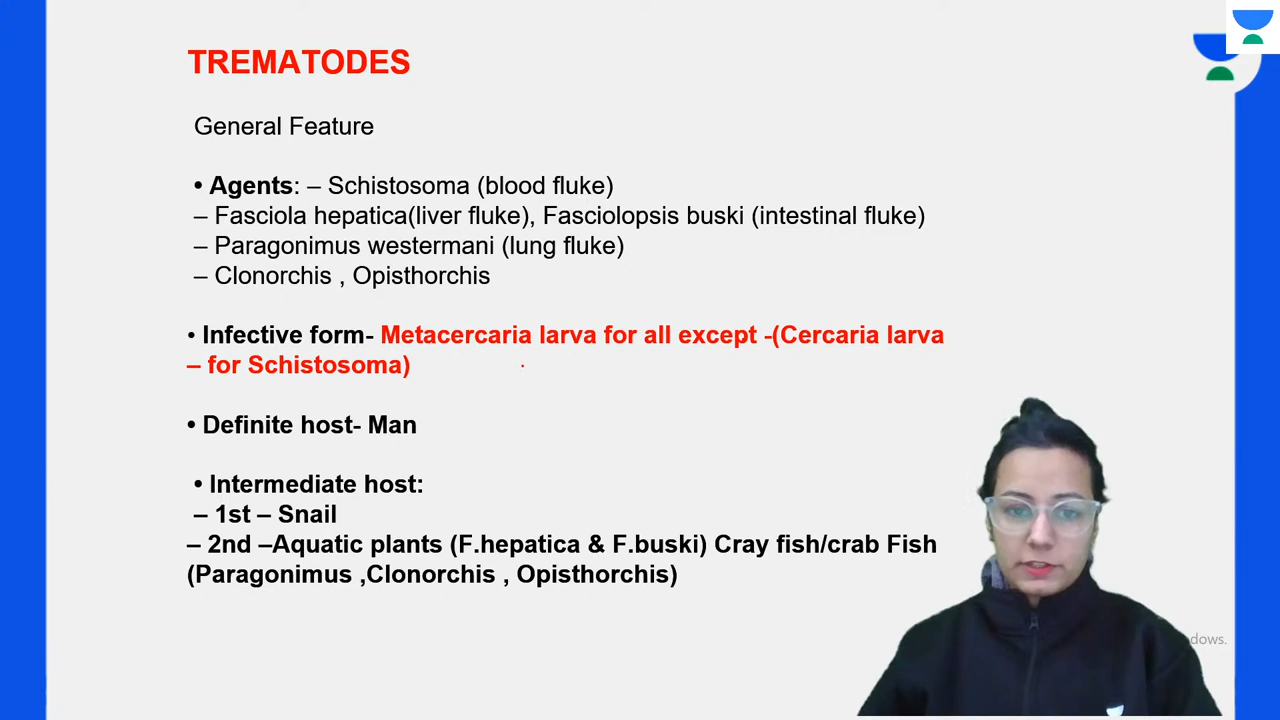 TREMATODES
General Feature
• Agents: – Schistosoma (blood fluke)
– Fasciola hepatica(liver fluke), Fasciolopsis buski (intestinal fluke)
– Paragonimus westermani (lung fluke)
– Clonorchis , Opisthorchis
• Infective form- Metacercaria larva for all except -(Cercaria larva
– for Schistosoma)
• Definite host- Man
• Intermediate host:
– 1st – Snail
– 2nd –Aquatic plants (F.hepatica & F.buski) Cray fish/crab Fish
(Paragonimus ,Clonorchis , Opisthorchis)